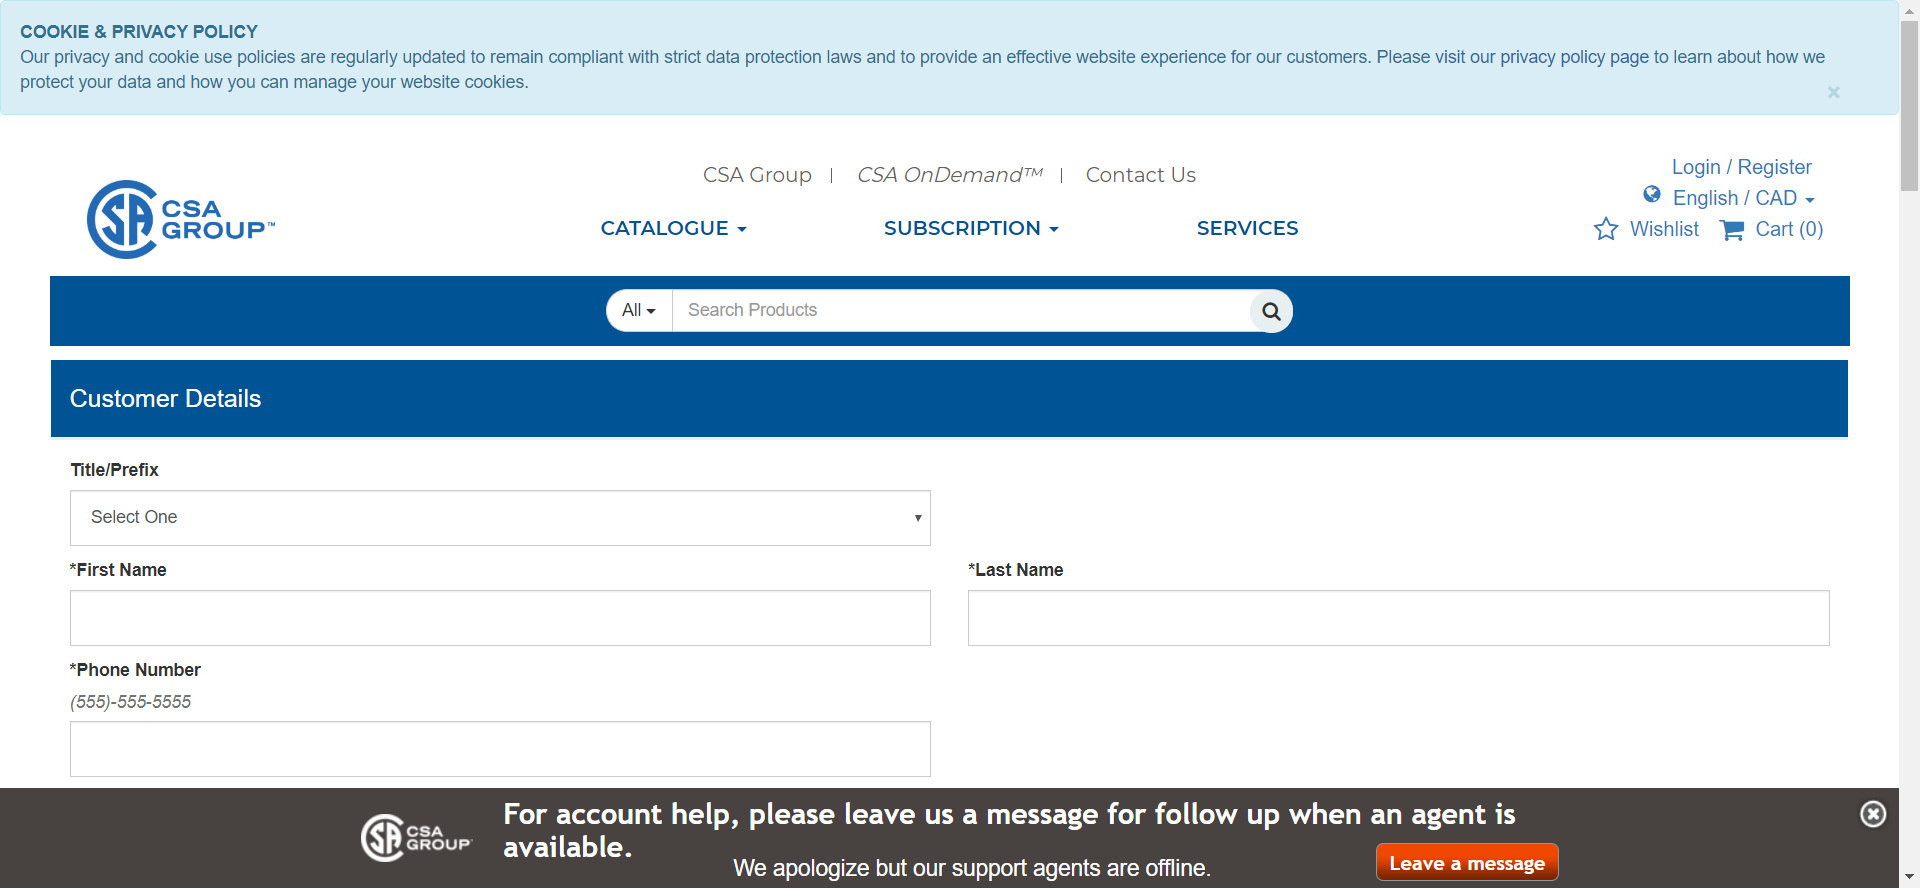 COOKIE & PRIVACY POLICY
Our privacy and cookie use policies are regularly updated to remain compliant with strict data protection laws and to provide an effective website experience for our customers. Please visit our privacy policy page to learn about how we
protect your data and how you can manage your website cookies.
×
CSA Group | CSA OnDemand™ | Contact Us
Login / Register
English / CAD
CSA
GROUP™
CATALOGUE
SUBSCRIPTION
SERVICES
Wishlist
Cart (0)
All
Search Products
Customer Details
Title/Prefix
Select One
*First Name
*Last Name
*Phone Number
(555)-555-5555
CSA
GROUP
For account help, please leave us a message for follow up when an agent is
available.
We apologize but our support agents are offline.
Leave a message